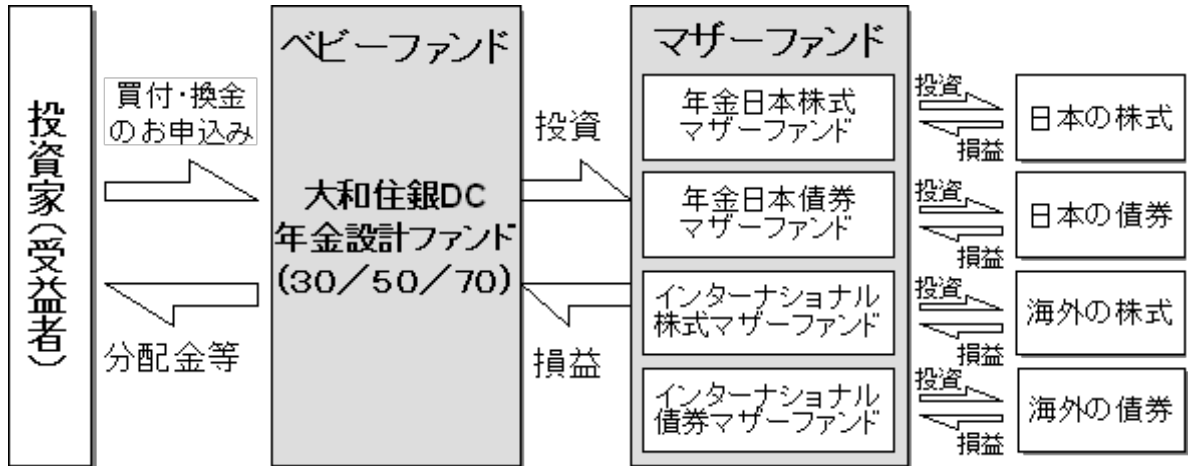 投資家(受益者)
買付・換金
のお申込み
分配金等
ベビーファンド
大和住銀DC
年金設計ファンド
(30／50／70)
投資
損益
マザーファンド
年金日本株式
マザーファンド
年金日本債券
マザーファンド
インターナショナル
株式マザーファンド
インターナショナル
債券マザーファンド
投資
損益
日本の株式
投資
損益
日本の債券
投資
損益
海外の株式
投資
損益
海外の債券